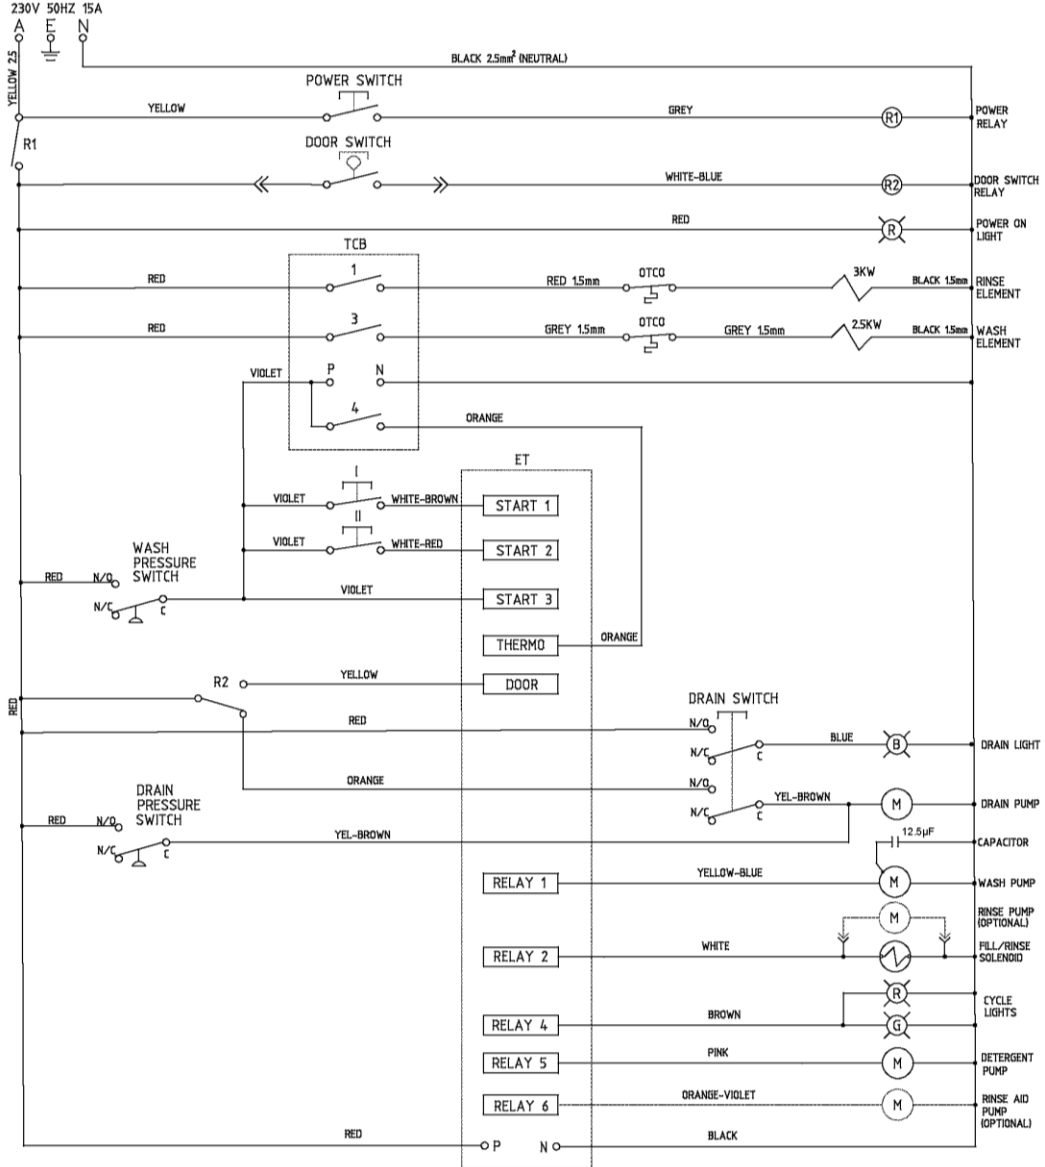 230V 50HZ 15A
A E N
YELLOW 2.5
BLACK 2.5mm² (NEUTRAL)
POWER SWITCH
YELLOW
GREY
R1
POWER
RELAY
R1
DOOR SWITCH
WHITE-BLUE
R2
DOOR SWITCH
RELAY
RED
R
POWER ON
LIGHT
TCB
RED
1
RED 1.5mm
OTCO
3KW
BLACK 1.5mm
RINSE
ELEMENT
RED
3
GREY 1.5mm
OTCO
GREY 1.5mm
2.5KW
BLACK 1.5mm
WASH
ELEMENT
VIOLET
P N
4
ORANGE
ET
I
VIOLET
WHITE-BROWN
START 1
II
VIOLET
WHITE-RED
START 2
WASH
PRESSURE
SWITCH
RED
N/O
N/C
C
VIOLET
START 3
THERMO
ORANGE
R2
YELLOW
DOOR
RED
RED
DRAIN SWITCH
N/O
N/C
C
BLUE
B
DRAIN LIGHT
ORANGE
N/O
N/C
C
YEL-BROWN
M
DRAIN PUMP
DRAIN
PRESSURE
SWITCH
RED
N/O
N/C
C
YEL-BROWN
12.5µF
CAPACITOR
RELAY 1
YELLOW-BLUE
M
WASH PUMP
M
RINSE PUMP
(OPTIONAL)
RELAY 2
WHITE
FILL/RINSE
SOLENOID
R
CYCLE
LIGHTS
RELAY 4
BROWN
G
RELAY 5
PINK
M
DETERGENT
PUMP
RELAY 6
ORANGE-VIOLET
M
RINSE AID
PUMP
(OPTIONAL)
RED
P N
BLACK